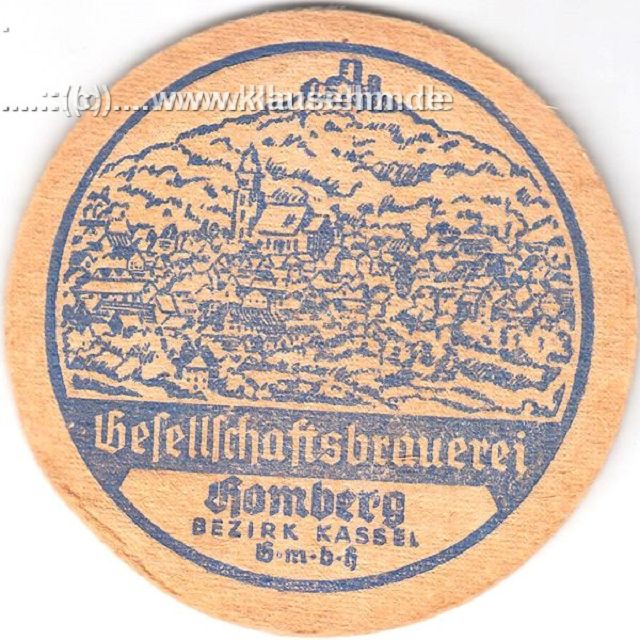 .....::((c))....www.klausehm.de
Gesellschaftsbrauerei
Homberg
BEZIRK KASSEL
G·m·b·H